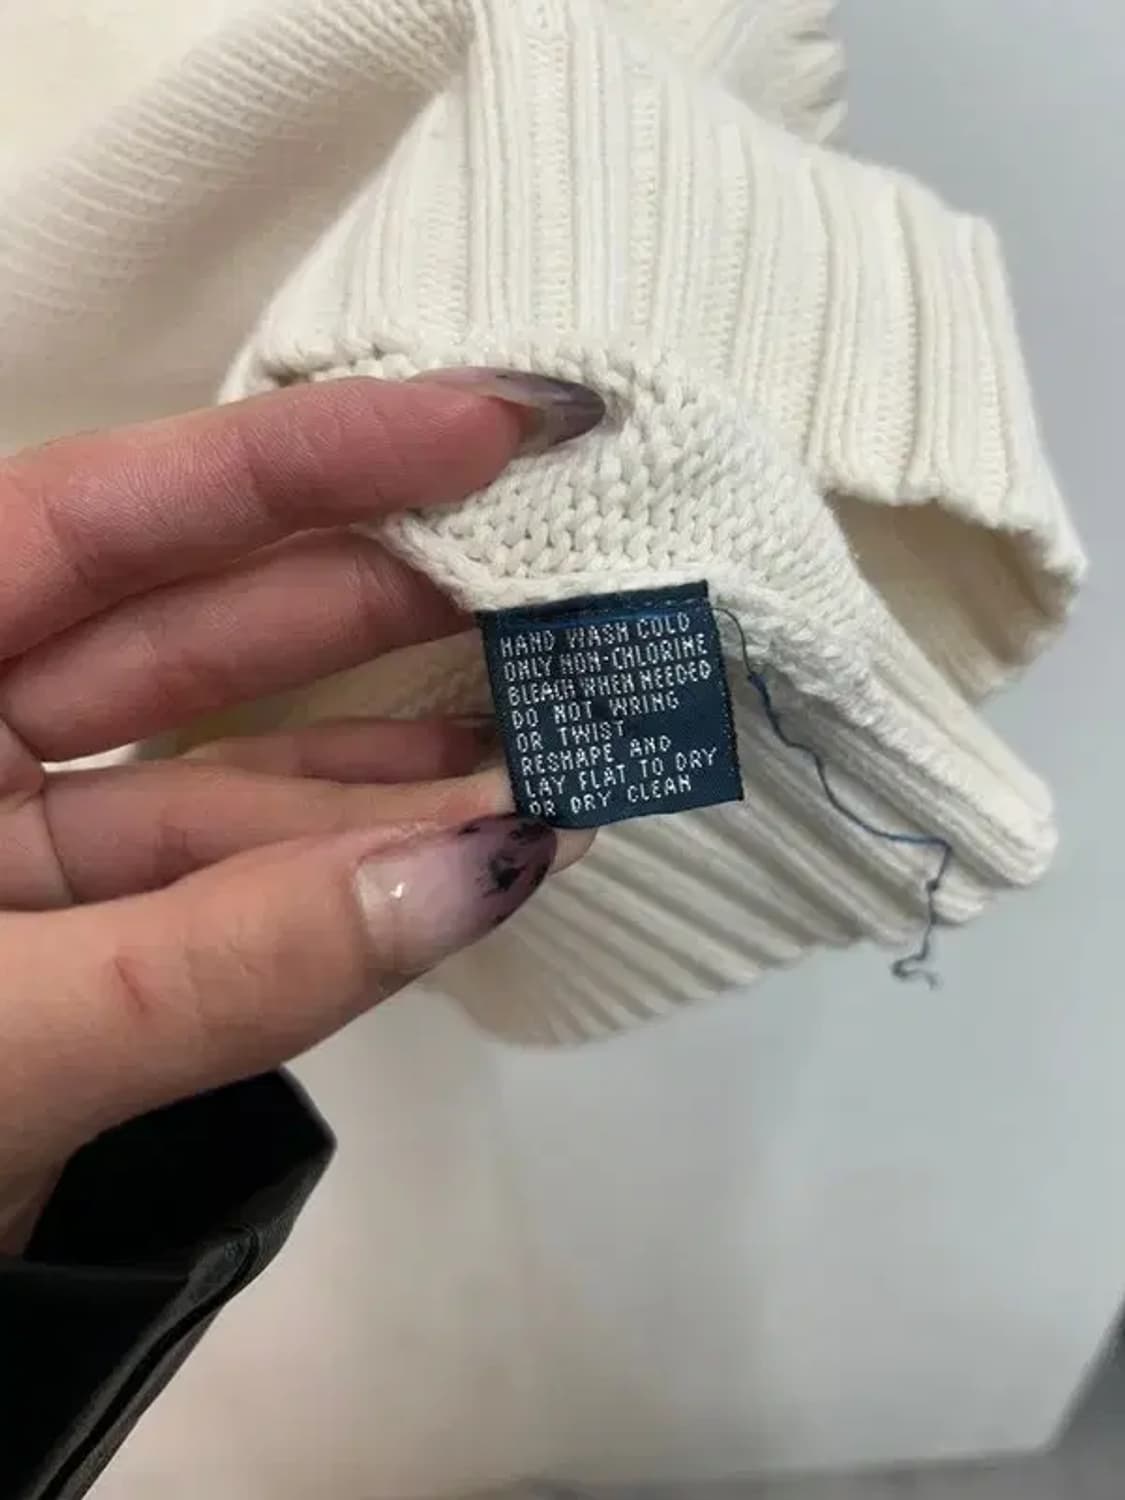 HAND WASH COLD
ONLY NON-CHLORINE
BLEACH WHEN NEEDED
DO NOT WRING
OR TWIST
RESHAPE AND
LAY FLAT TO DRY
OR DRY CLEAN